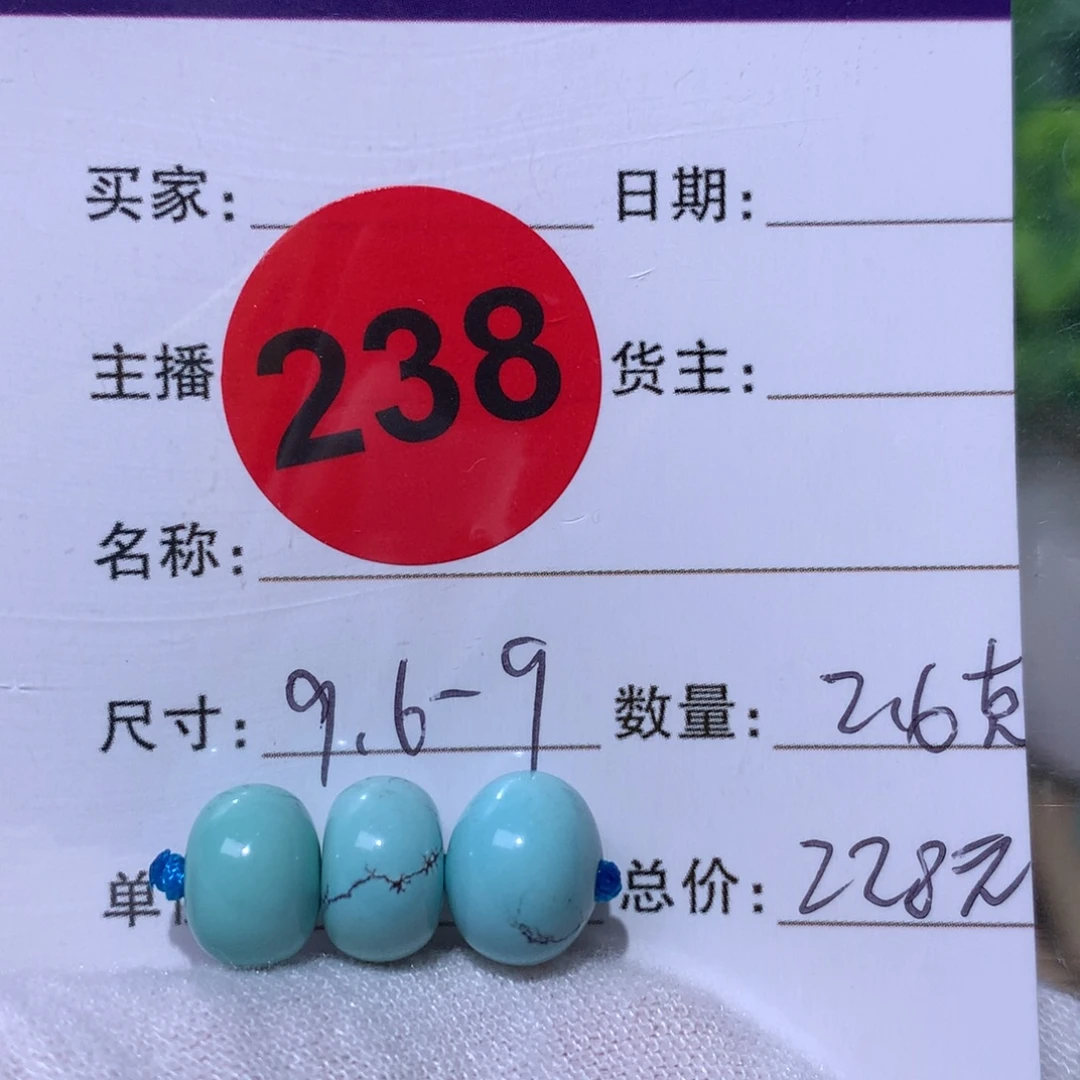 买家: 日期:
238
主播 货主:
名称:
尺寸: 9.6-9 数量: 2.6克
单 总价: 228元